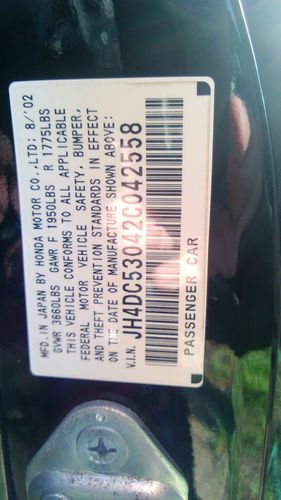 MFD. IN JAPAN BY HONDA MOTOR CO.,LTD; 8/'02
GVWR 3660LBS GAWR F 1950LBS R 1775LBS
THIS VEHICLE CONFORMS TO ALL APPLICABLE
FEDERAL MOTOR VEHICLE SAFETY, BUMPER,
AND THEFT PREVENTION STANDARDS IN EFFECT
ON THE DATE OF MANUFACTURE SHOWN ABOVE:
V.I.N. JH4DC53042C042558
PASSENGER CAR